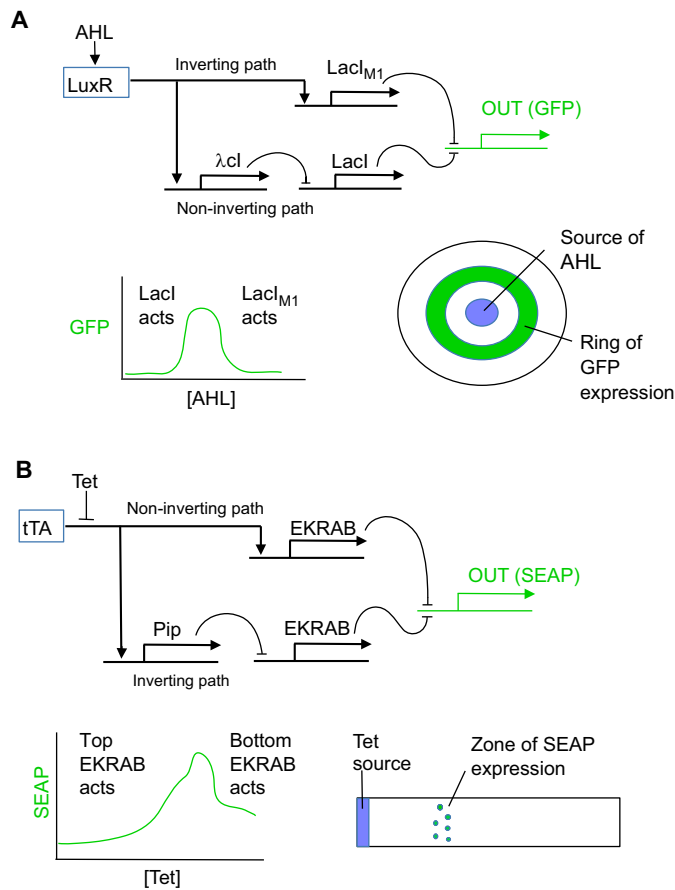 A
AHL
LuxR
Inverting path
LacI_M1
OUT (GFP)
λcI
LacI
Non-inverting path
LacI
acts
LacI_M1
acts
GFP
[AHL]
Source of
AHL
Ring of
GFP
expression
B
Tet
tTA
Non-inverting path
EKRAB
OUT (SEAP)
Pip
EKRAB
Inverting path
Top
EKRAB
acts
Bottom
EKRAB
acts
SEAP
[Tet]
Tet
source
Zone of SEAP
expression